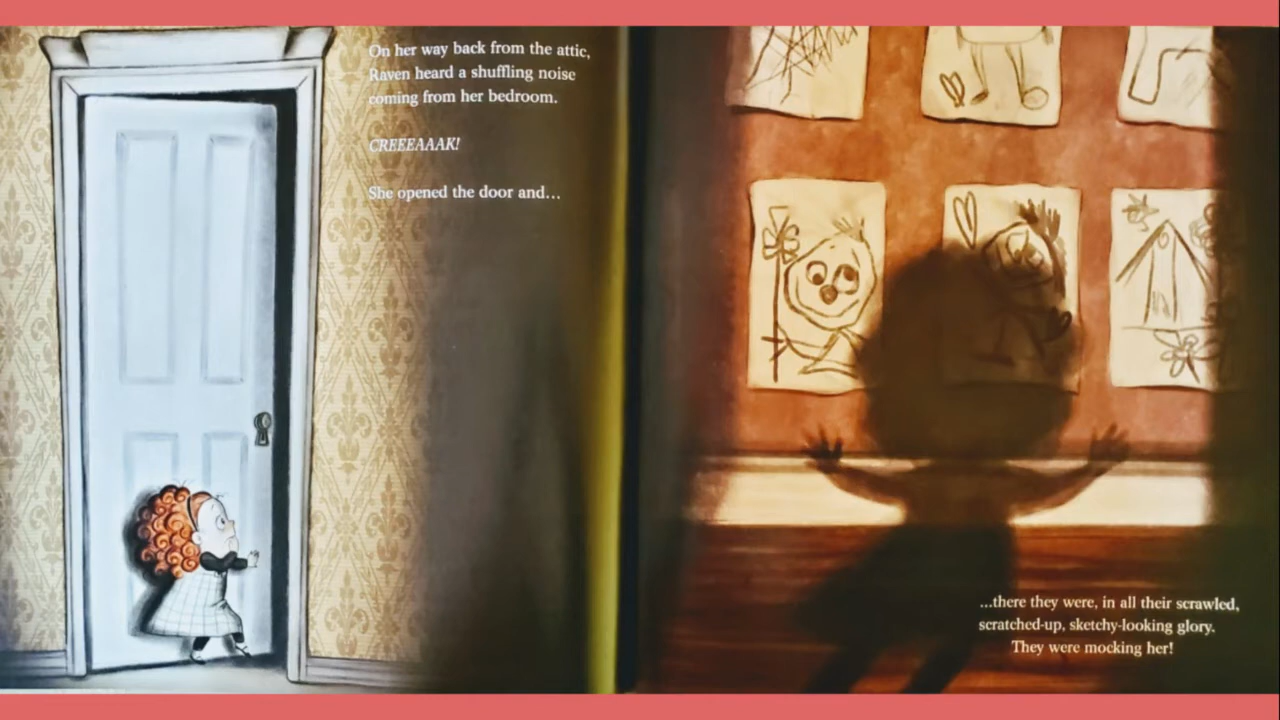 On her way back from the attic,
Raven heard a shuffling noise
coming from her bedroom.
CREEEAAAK!
She opened the door and...
...there they were, in all their scrawled,
scratched-up, sketchy-looking glory.
They were mocking her!